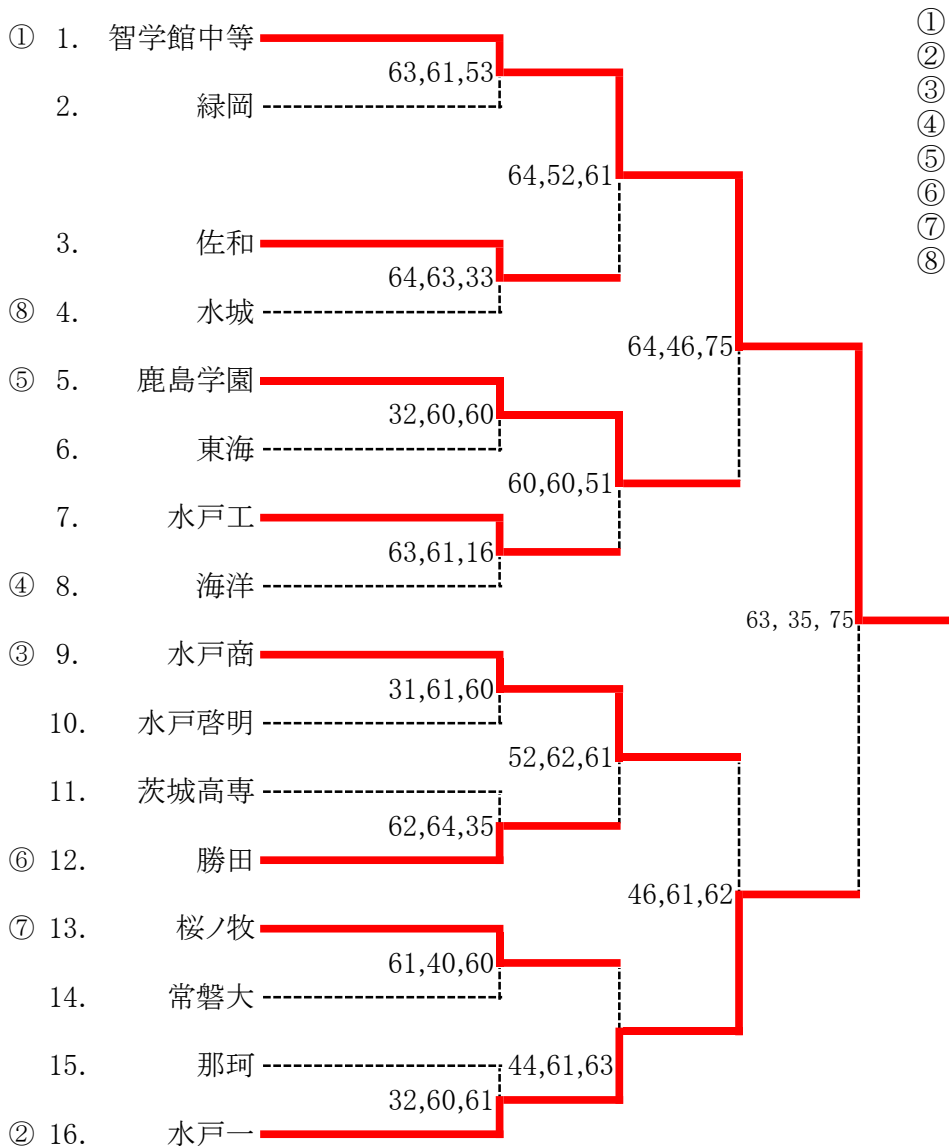 ① 1. 智学館中等
63,61,53
2. 緑岡
64,52,61
3. 佐和
64,63,33
⑧ 4. 水城
64,46,75
⑤ 5. 鹿島学園
32,60,60
6. 東海
60,60,51
7. 水戸工
63,61,16
④ 8. 海洋
63, 35, 75
③ 9. 水戸商
31,61,60
10. 水戸啓明
52,62,61
11. 茨城高専
62,64,35
⑥ 12. 勝田
46,61,62
⑦ 13. 桜ノ牧
61,40,60
14. 常磐大
15. 那珂
44,61,63
32,60,61
② 16. 水戸一
①
②
③
④
⑤
⑥
⑦
⑧